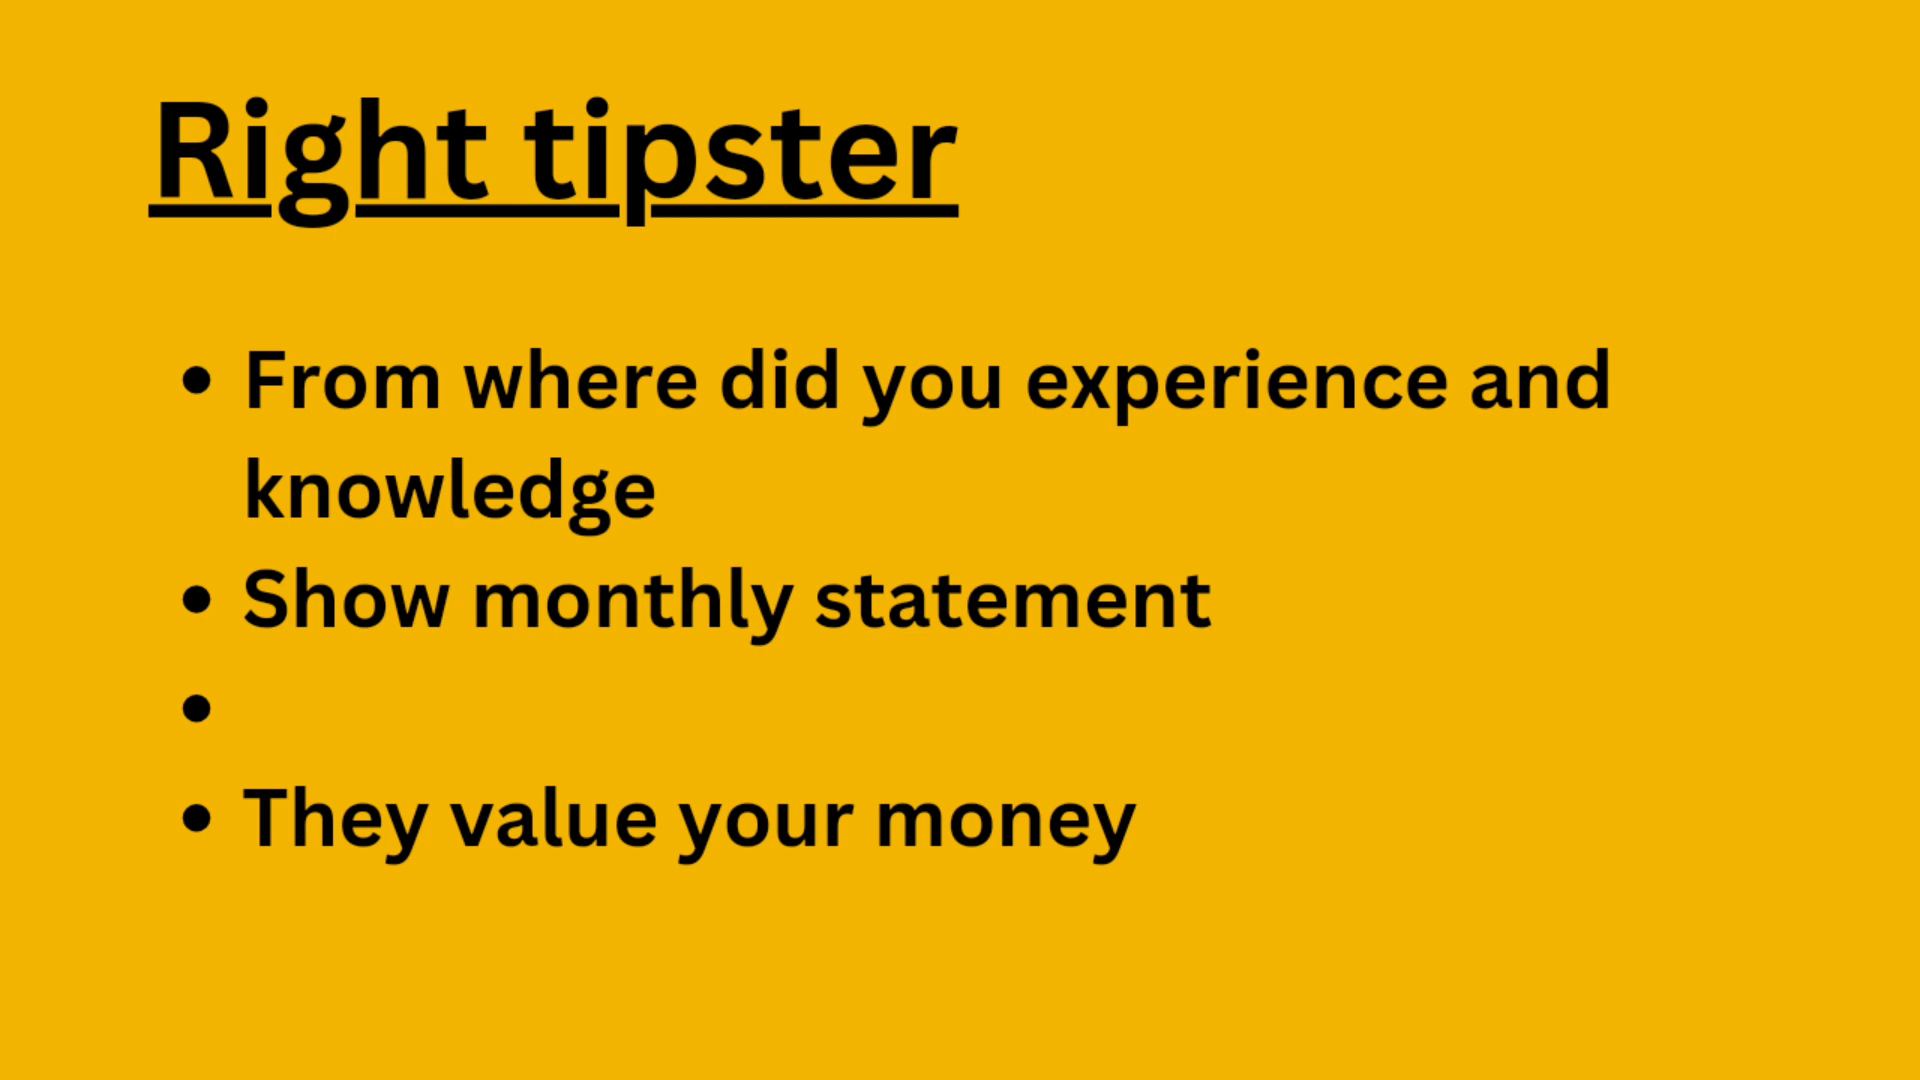 Right tipster
• From where did you experience and
knowledge
• Show monthly statement
•
• They value your money